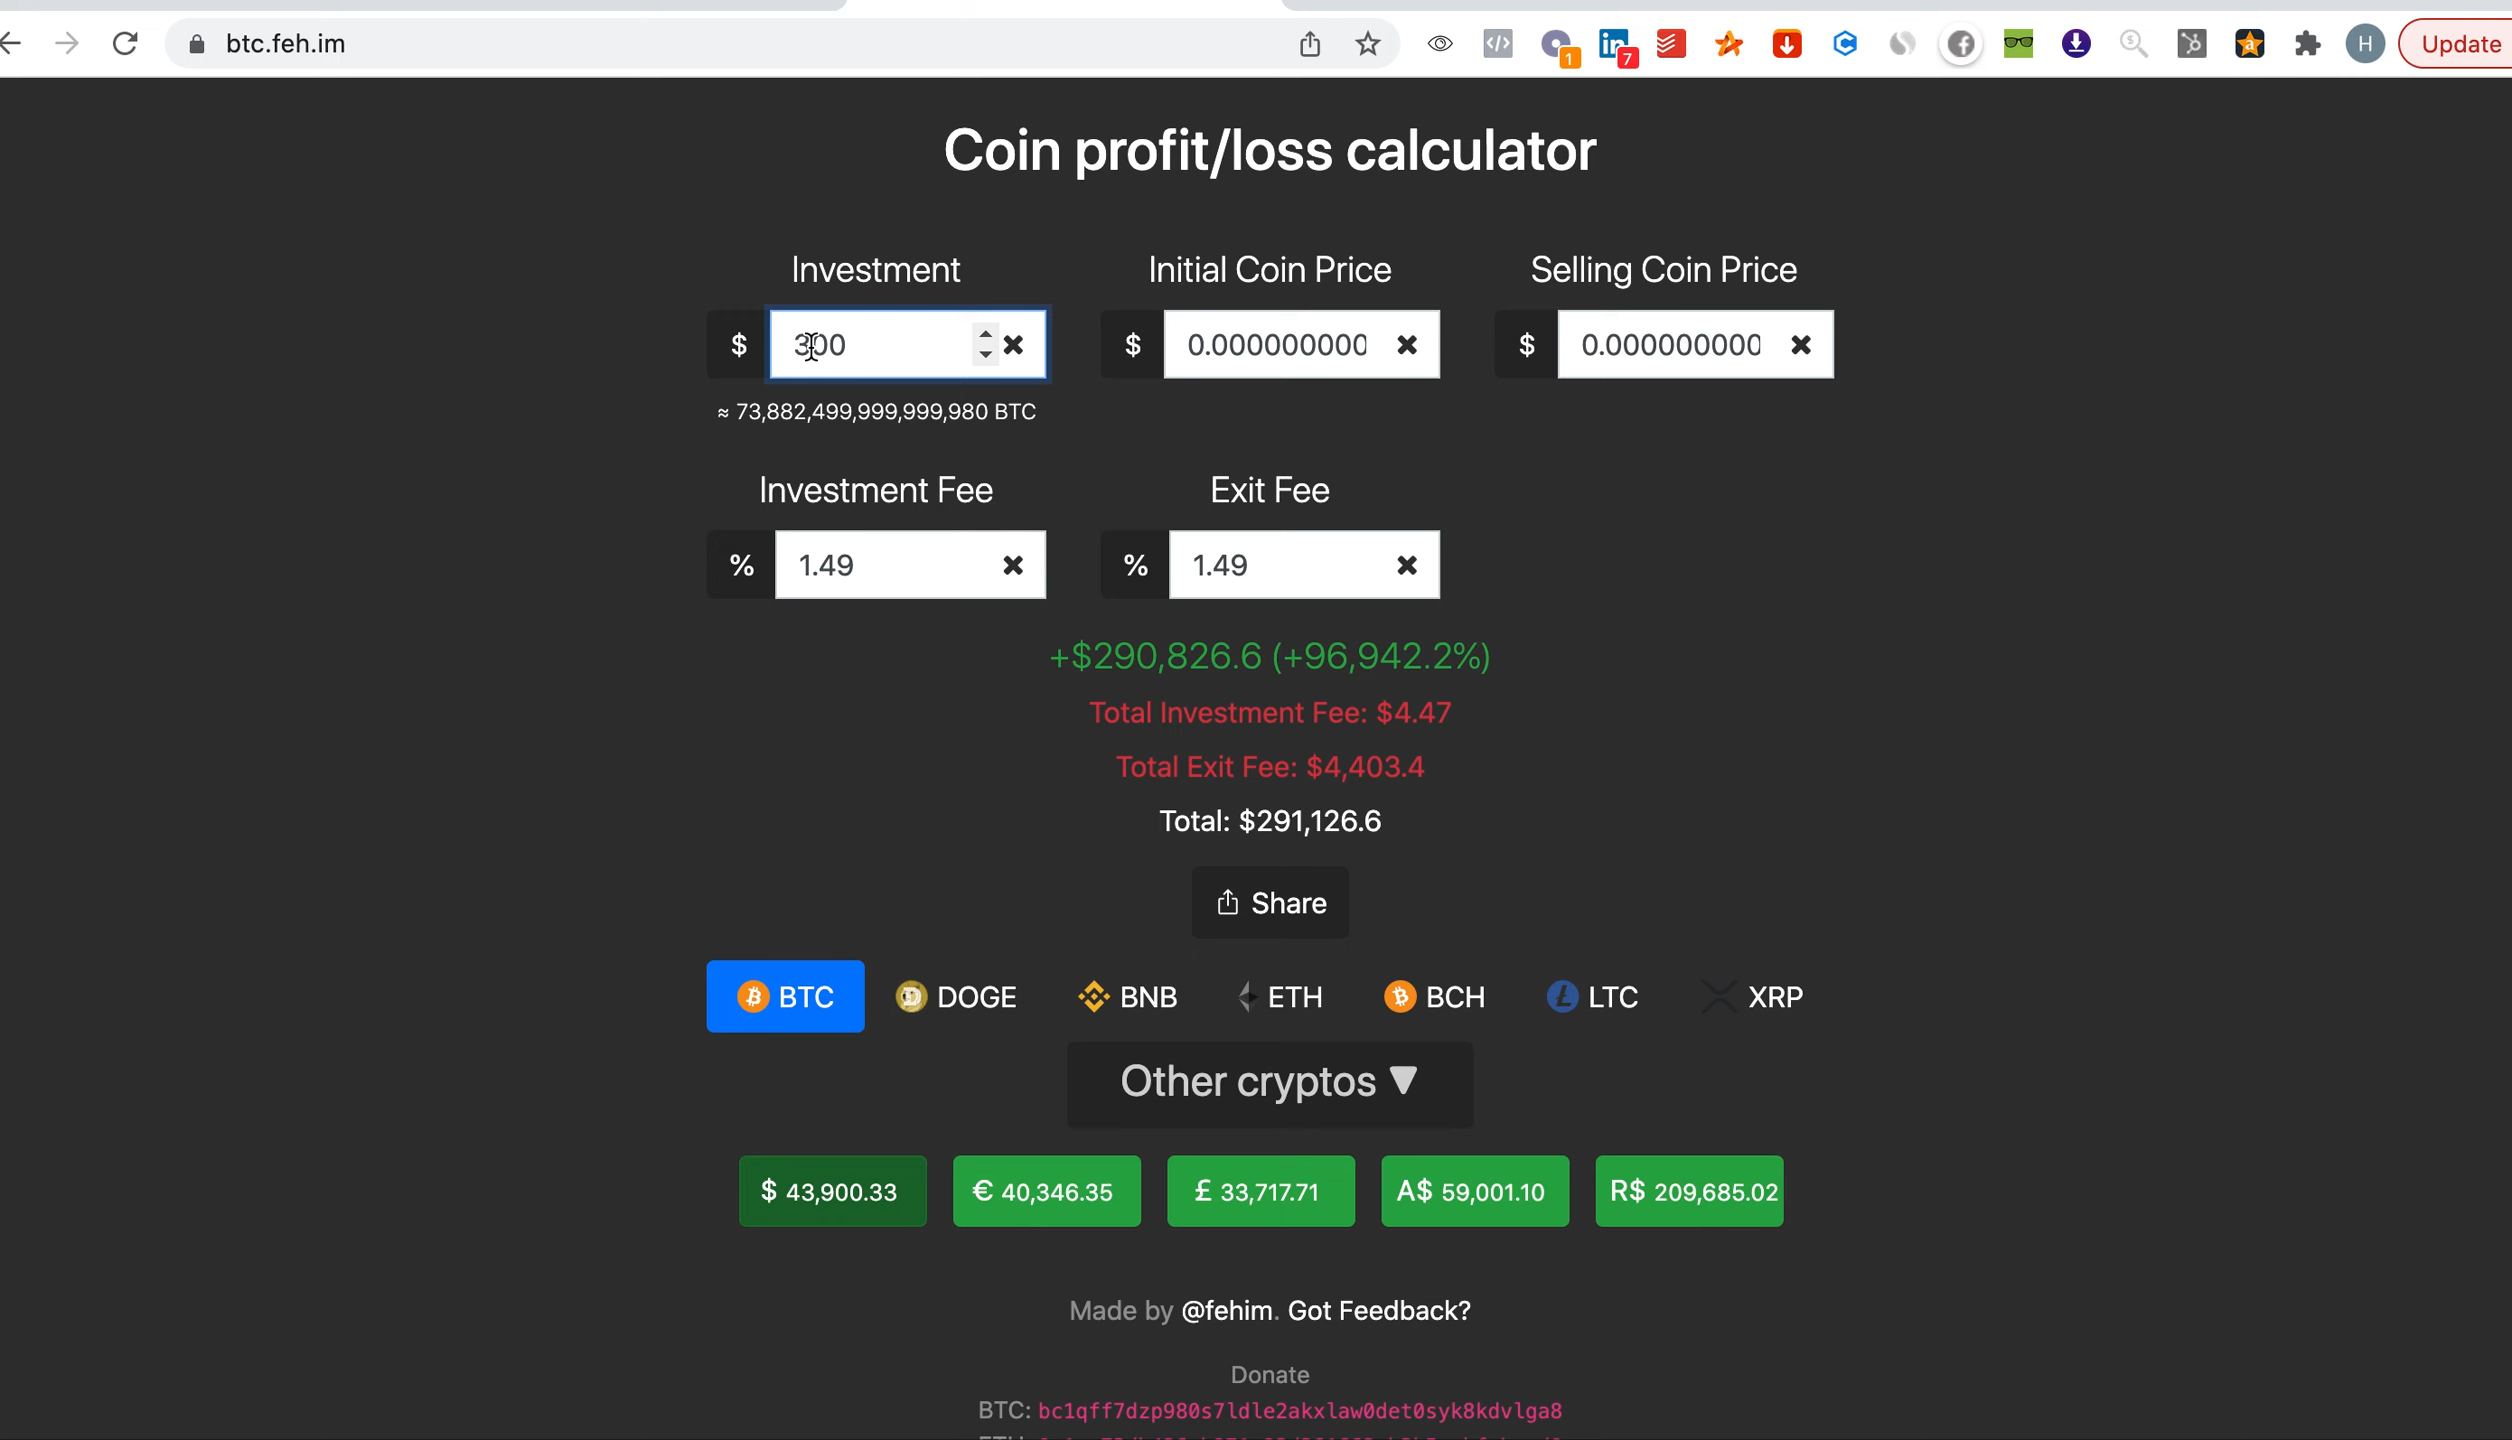 btc.feh.im
1
7
H
Update
Coin profit/loss calculator
Investment Initial Coin Price Selling Coin Price
$ 300 $ 0.000000000 $ 0.000000000
≈ 73,882,499,999,999,980 BTC
Investment Fee Exit Fee
% 1.49 % 1.49
+$290,826.6 (+96,942.2%)
Total Investment Fee: $4.47
Total Exit Fee: $4,403.4
Total: $291,126.6
Share
BTC DOGE BNB ETH BCH LTC XRP
Other cryptos ▼
$ 43,900.33 € 40,346.35 £ 33,717.71 A$ 59,001.10 R$ 209,685.02
Made by @fehim. Got Feedback?
Donate
BTC: bc1qff7dzp980s7ldle2akxlaw0det0syk8kdvlga8